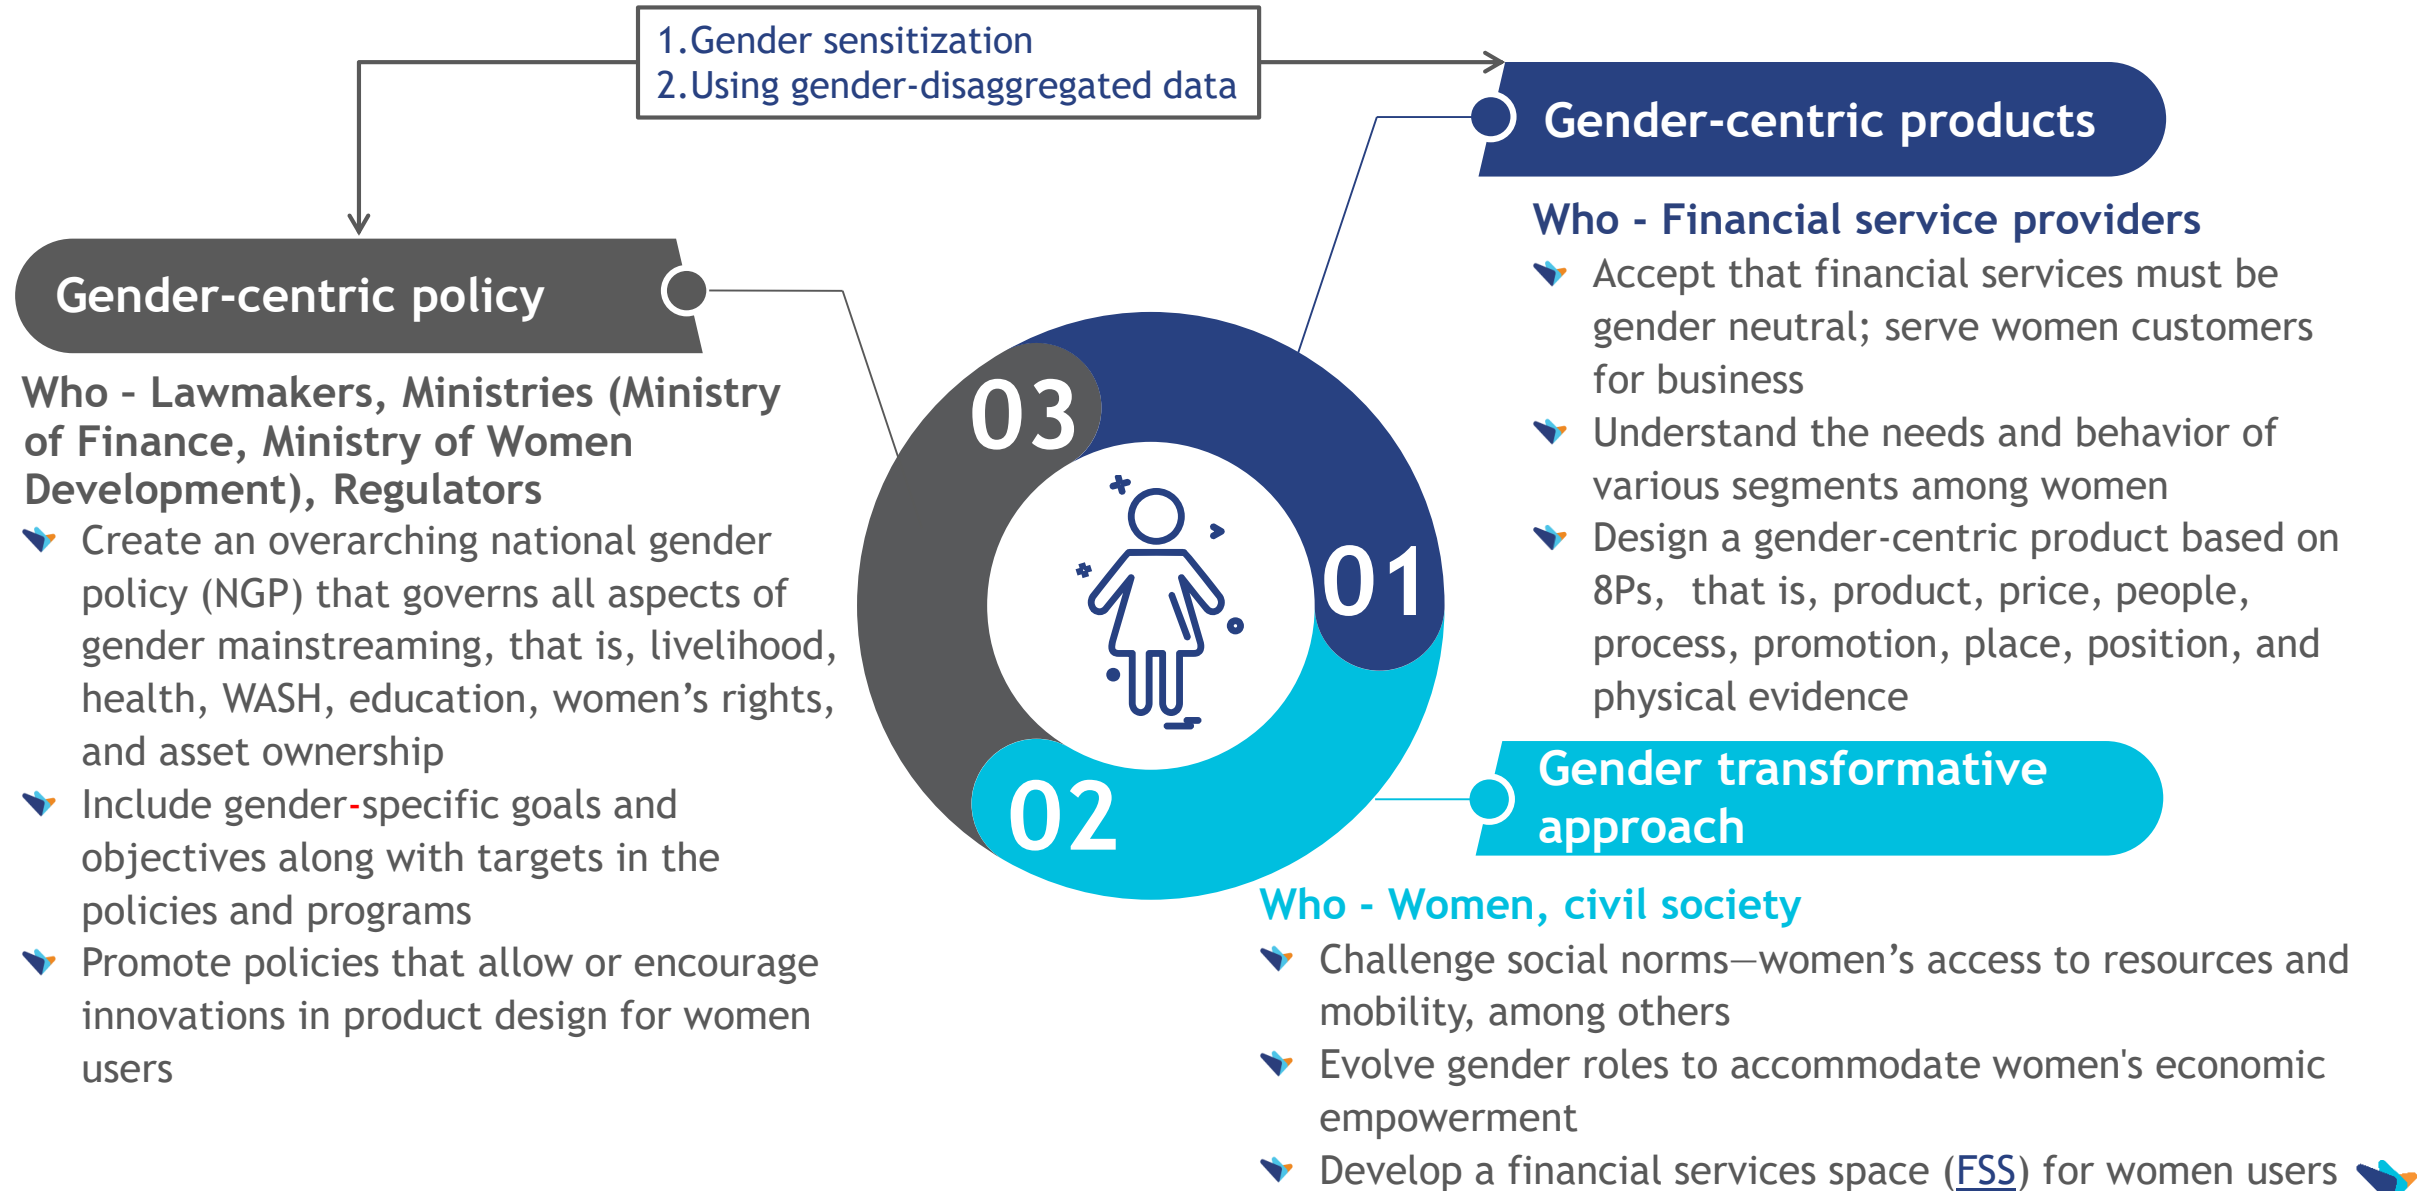 1.Gender sensitization
2.Using gender-disaggregated data
Gender-centric products
Who - Financial service providers
Accept that financial services must be
gender neutral; serve women customers
for business
Understand the needs and behavior of
various segments among women
Design a gender-centric product based on
8Ps, that is, product, price, people,
process, promotion, place, position, and
physical evidence
Gender-centric policy
Who – Lawmakers, Ministries (Ministry
of Finance, Ministry of Women
Development), Regulators
Create an overarching national gender
policy (NGP) that governs all aspects of
gender mainstreaming, that is, livelihood,
health, WASH, education, women’s rights,
and asset ownership
Include gender-specific goals and
objectives along with targets in the
policies and programs
Promote policies that allow or encourage
innovations in product design for women
users
03
01
02
Gender transformative
approach
Who - Women, civil society
Challenge social norms—women’s access to resources and
mobility, among others
Evolve gender roles to accommodate women's economic
empowerment
Develop a financial services space (FSS) for women users